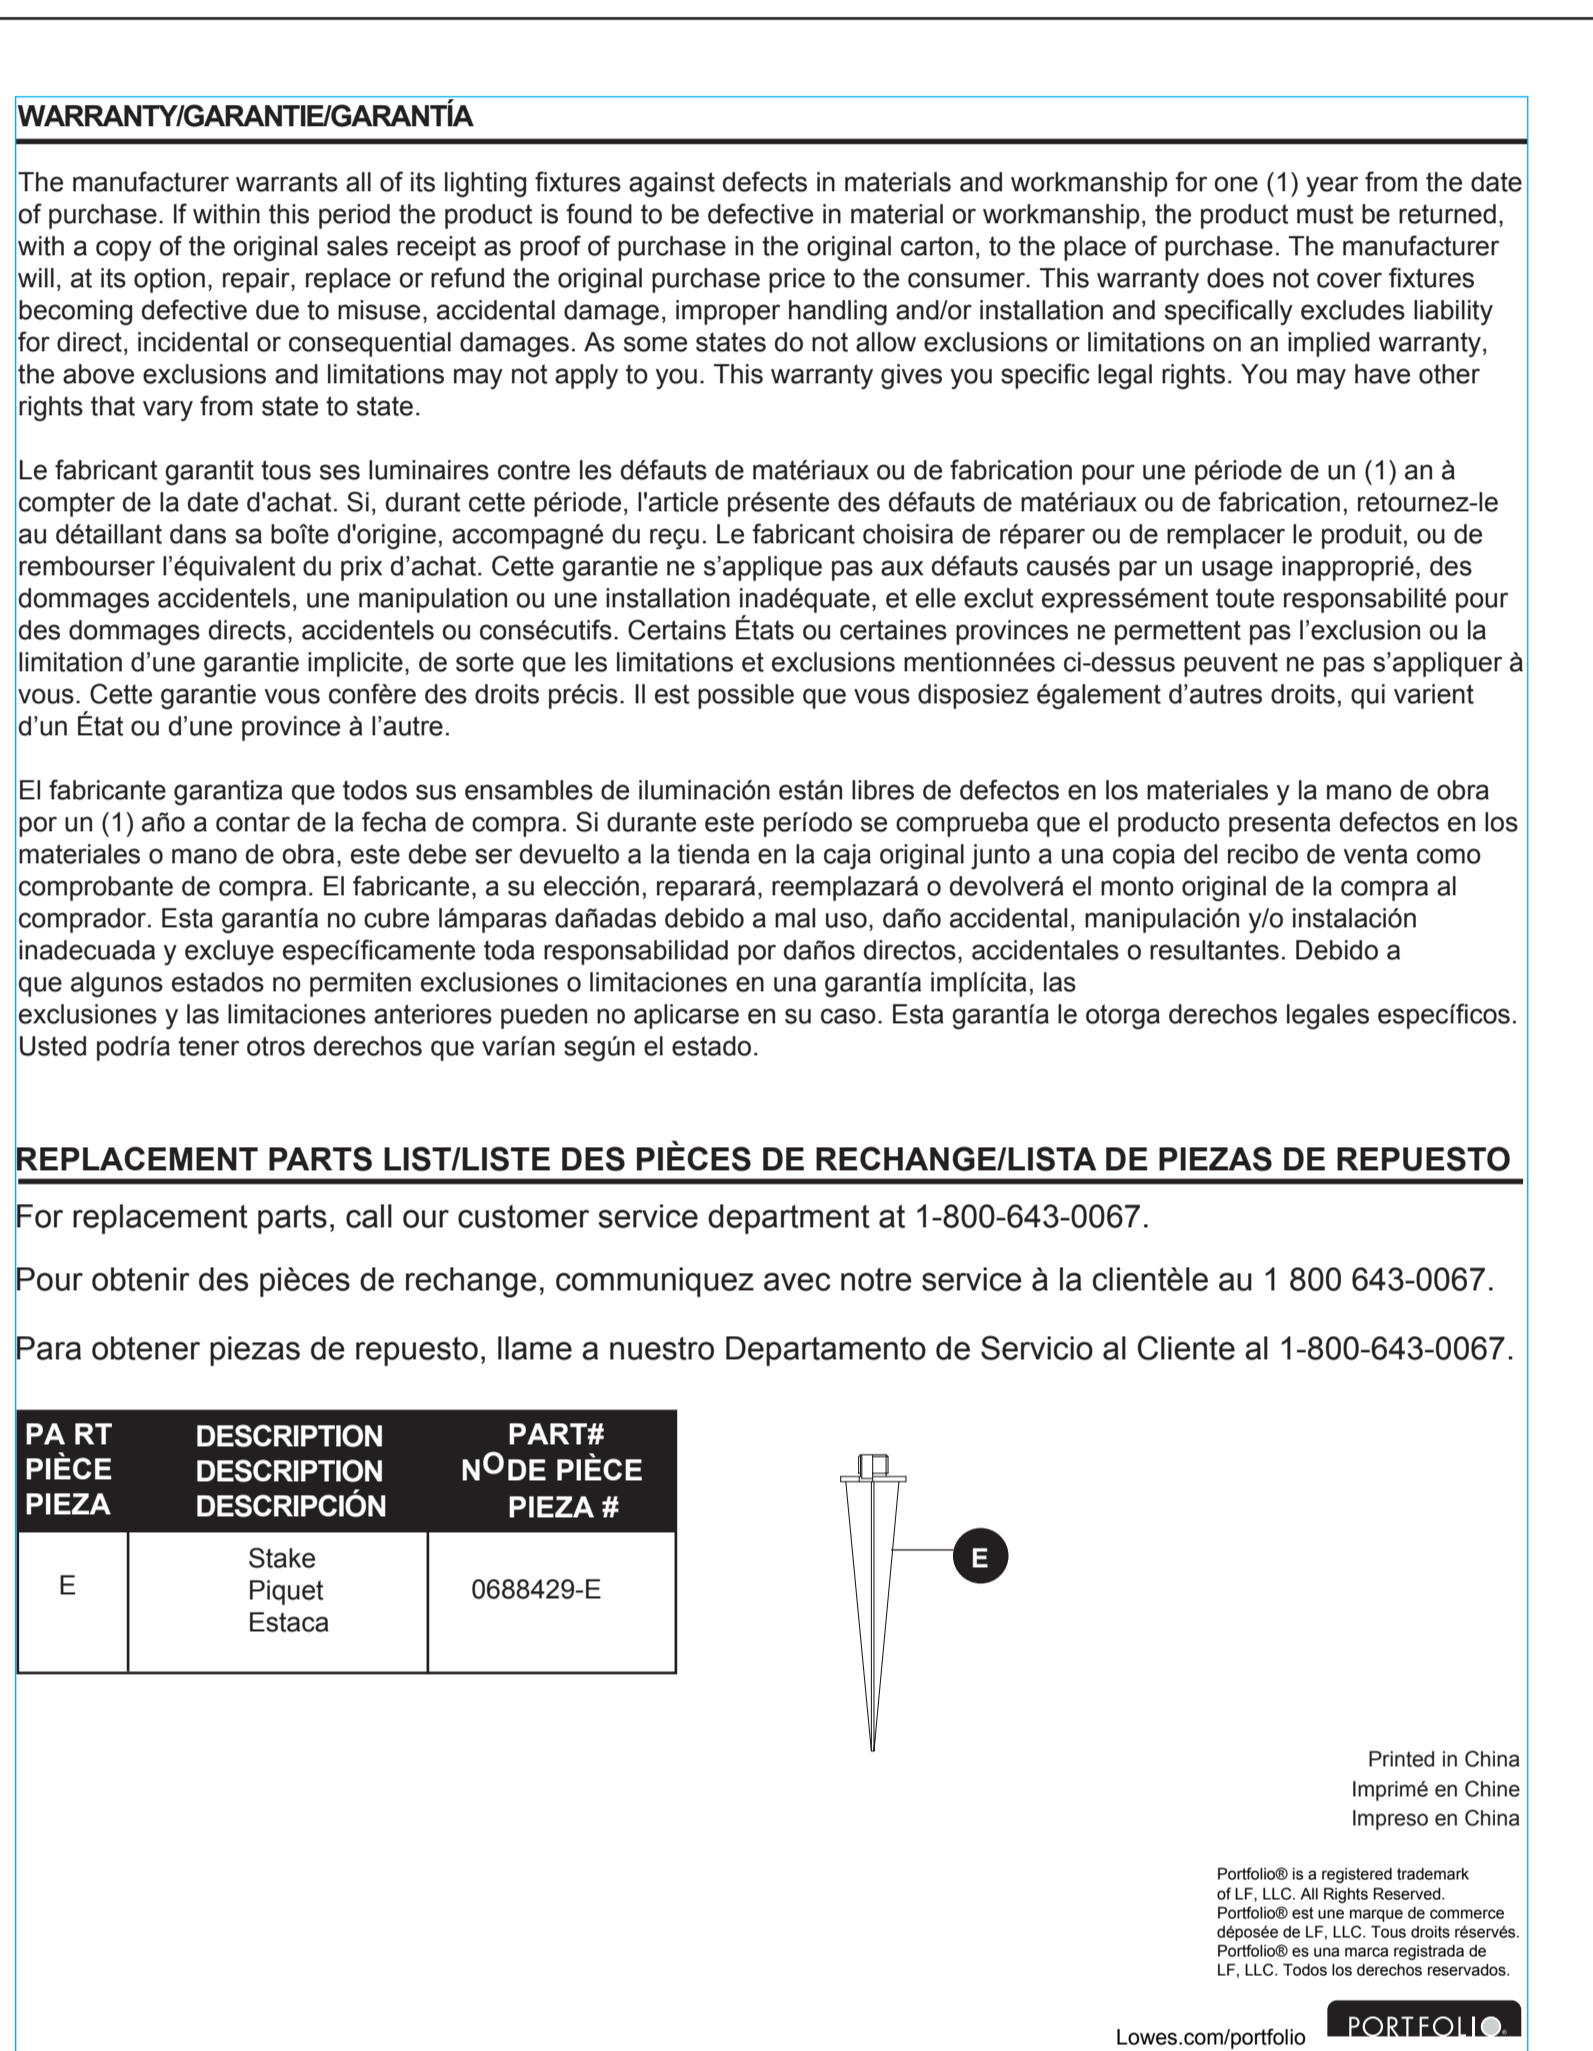 WARRANTY/GARANTIE/GARANTÍA
The manufacturer warrants all of its lighting fixtures against defects in materials and workmanship for one (1) year from the date
of purchase. If within this period the product is found to be defective in material or workmanship, the product must be returned,
with a copy of the original sales receipt as proof of purchase in the original carton, to the place of purchase. The manufacturer
will, at its option, repair, replace or refund the original purchase price to the consumer. This warranty does not cover fixtures
becoming defective due to misuse, accidental damage, improper handling and/or installation and specifically excludes liability
for direct, incidental or consequential damages. As some states do not allow exclusions or limitations on an implied warranty,
the above exclusions and limitations may not apply to you. This warranty gives you specific legal rights. You may have other
rights that vary from state to state.
Le fabricant garantit tous ses luminaires contre les défauts de matériaux ou de fabrication pour une période de un (1) an à
compter de la date d'achat. Si, durant cette période, l'article présente des défauts de matériaux ou de fabrication, retournez-le
au détaillant dans sa boîte d'origine, accompagné du reçu. Le fabricant choisira de réparer ou de remplacer le produit, ou de
rembourser l’équivalent du prix d’achat. Cette garantie ne s’applique pas aux défauts causés par un usage inapproprié, des
dommages accidentels, une manipulation ou une installation inadéquate, et elle exclut expressément toute responsabilité pour
des dommages directs, accidentels ou consécutifs. Certains États ou certaines provinces ne permettent pas l’exclusion ou la
limitation d’une garantie implicite, de sorte que les limitations et exclusions mentionnées ci-dessus peuvent ne pas s’appliquer à
vous. Cette garantie vous confère des droits précis. Il est possible que vous disposiez également d’autres droits, qui varient
d’un État ou d’une province à l’autre.
El fabricante garantiza que todos sus ensambles de iluminación están libres de defectos en los materiales y la mano de obra
por un (1) año a contar de la fecha de compra. Si durante este período se comprueba que el producto presenta defectos en los
materiales o mano de obra, este debe ser devuelto a la tienda en la caja original junto a una copia del recibo de venta como
comprobante de compra. El fabricante, a su elección, reparará, reemplazará o devolverá el monto original de la compra al
comprador. Esta garantía no cubre lámparas dañadas debido a mal uso, daño accidental, manipulación y/o instalación
inadecuada y excluye específicamente toda responsabilidad por daños directos, accidentales o resultantes. Debido a
que algunos estados no permiten exclusiones o limitaciones en una garantía implícita, las
exclusiones y las limitaciones anteriores pueden no aplicarse en su caso. Esta garantía le otorga derechos legales específicos.
Usted podría tener otros derechos que varían según el estado.
REPLACEMENT PARTS LIST/LISTE DES PIÈCES DE RECHANGE/LISTA DE PIEZAS DE REPUESTO
For replacement parts, call our customer service department at 1-800-643-0067.
Pour obtenir des pièces de rechange, communiquez avec notre service à la clientèle au 1 800 643-0067.
Para obtener piezas de repuesto, llame a nuestro Departamento de Servicio al Cliente al 1-800-643-0067.
PA RT DESCRIPTION PART#
PIÈCE DESCRIPTION NO DE PIÈCE
PIEZA DESCRIPCIÓN PIEZA #
Stake
E Piquet 0688429-E
Estaca
E
Printed in China
Imprimé en Chine
Impreso en China
Portfolio® is a registered trademark
of LF, LLC. All Rights Reserved.
Portfolio® est une marque de commerce
déposée de LF, LLC. Tous droits réservés.
Portfolio® es una marca registrada de
LF, LLC. Todos los derechos reservados.
Lowes.com/portfolio PORTFOLIO®